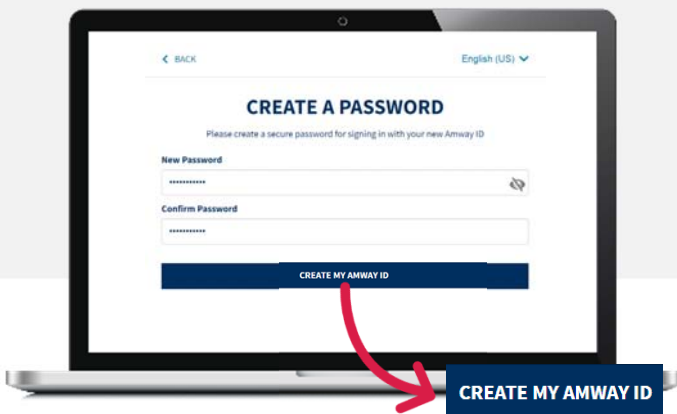 BACK
English (US)
CREATE A PASSWORD
Please create a secure password for signing in with your new Amway ID
New Password
•••••••••••
Confirm Password
•••••••••••
CREATE MY AMWAY ID
CREATE MY AMWAY ID